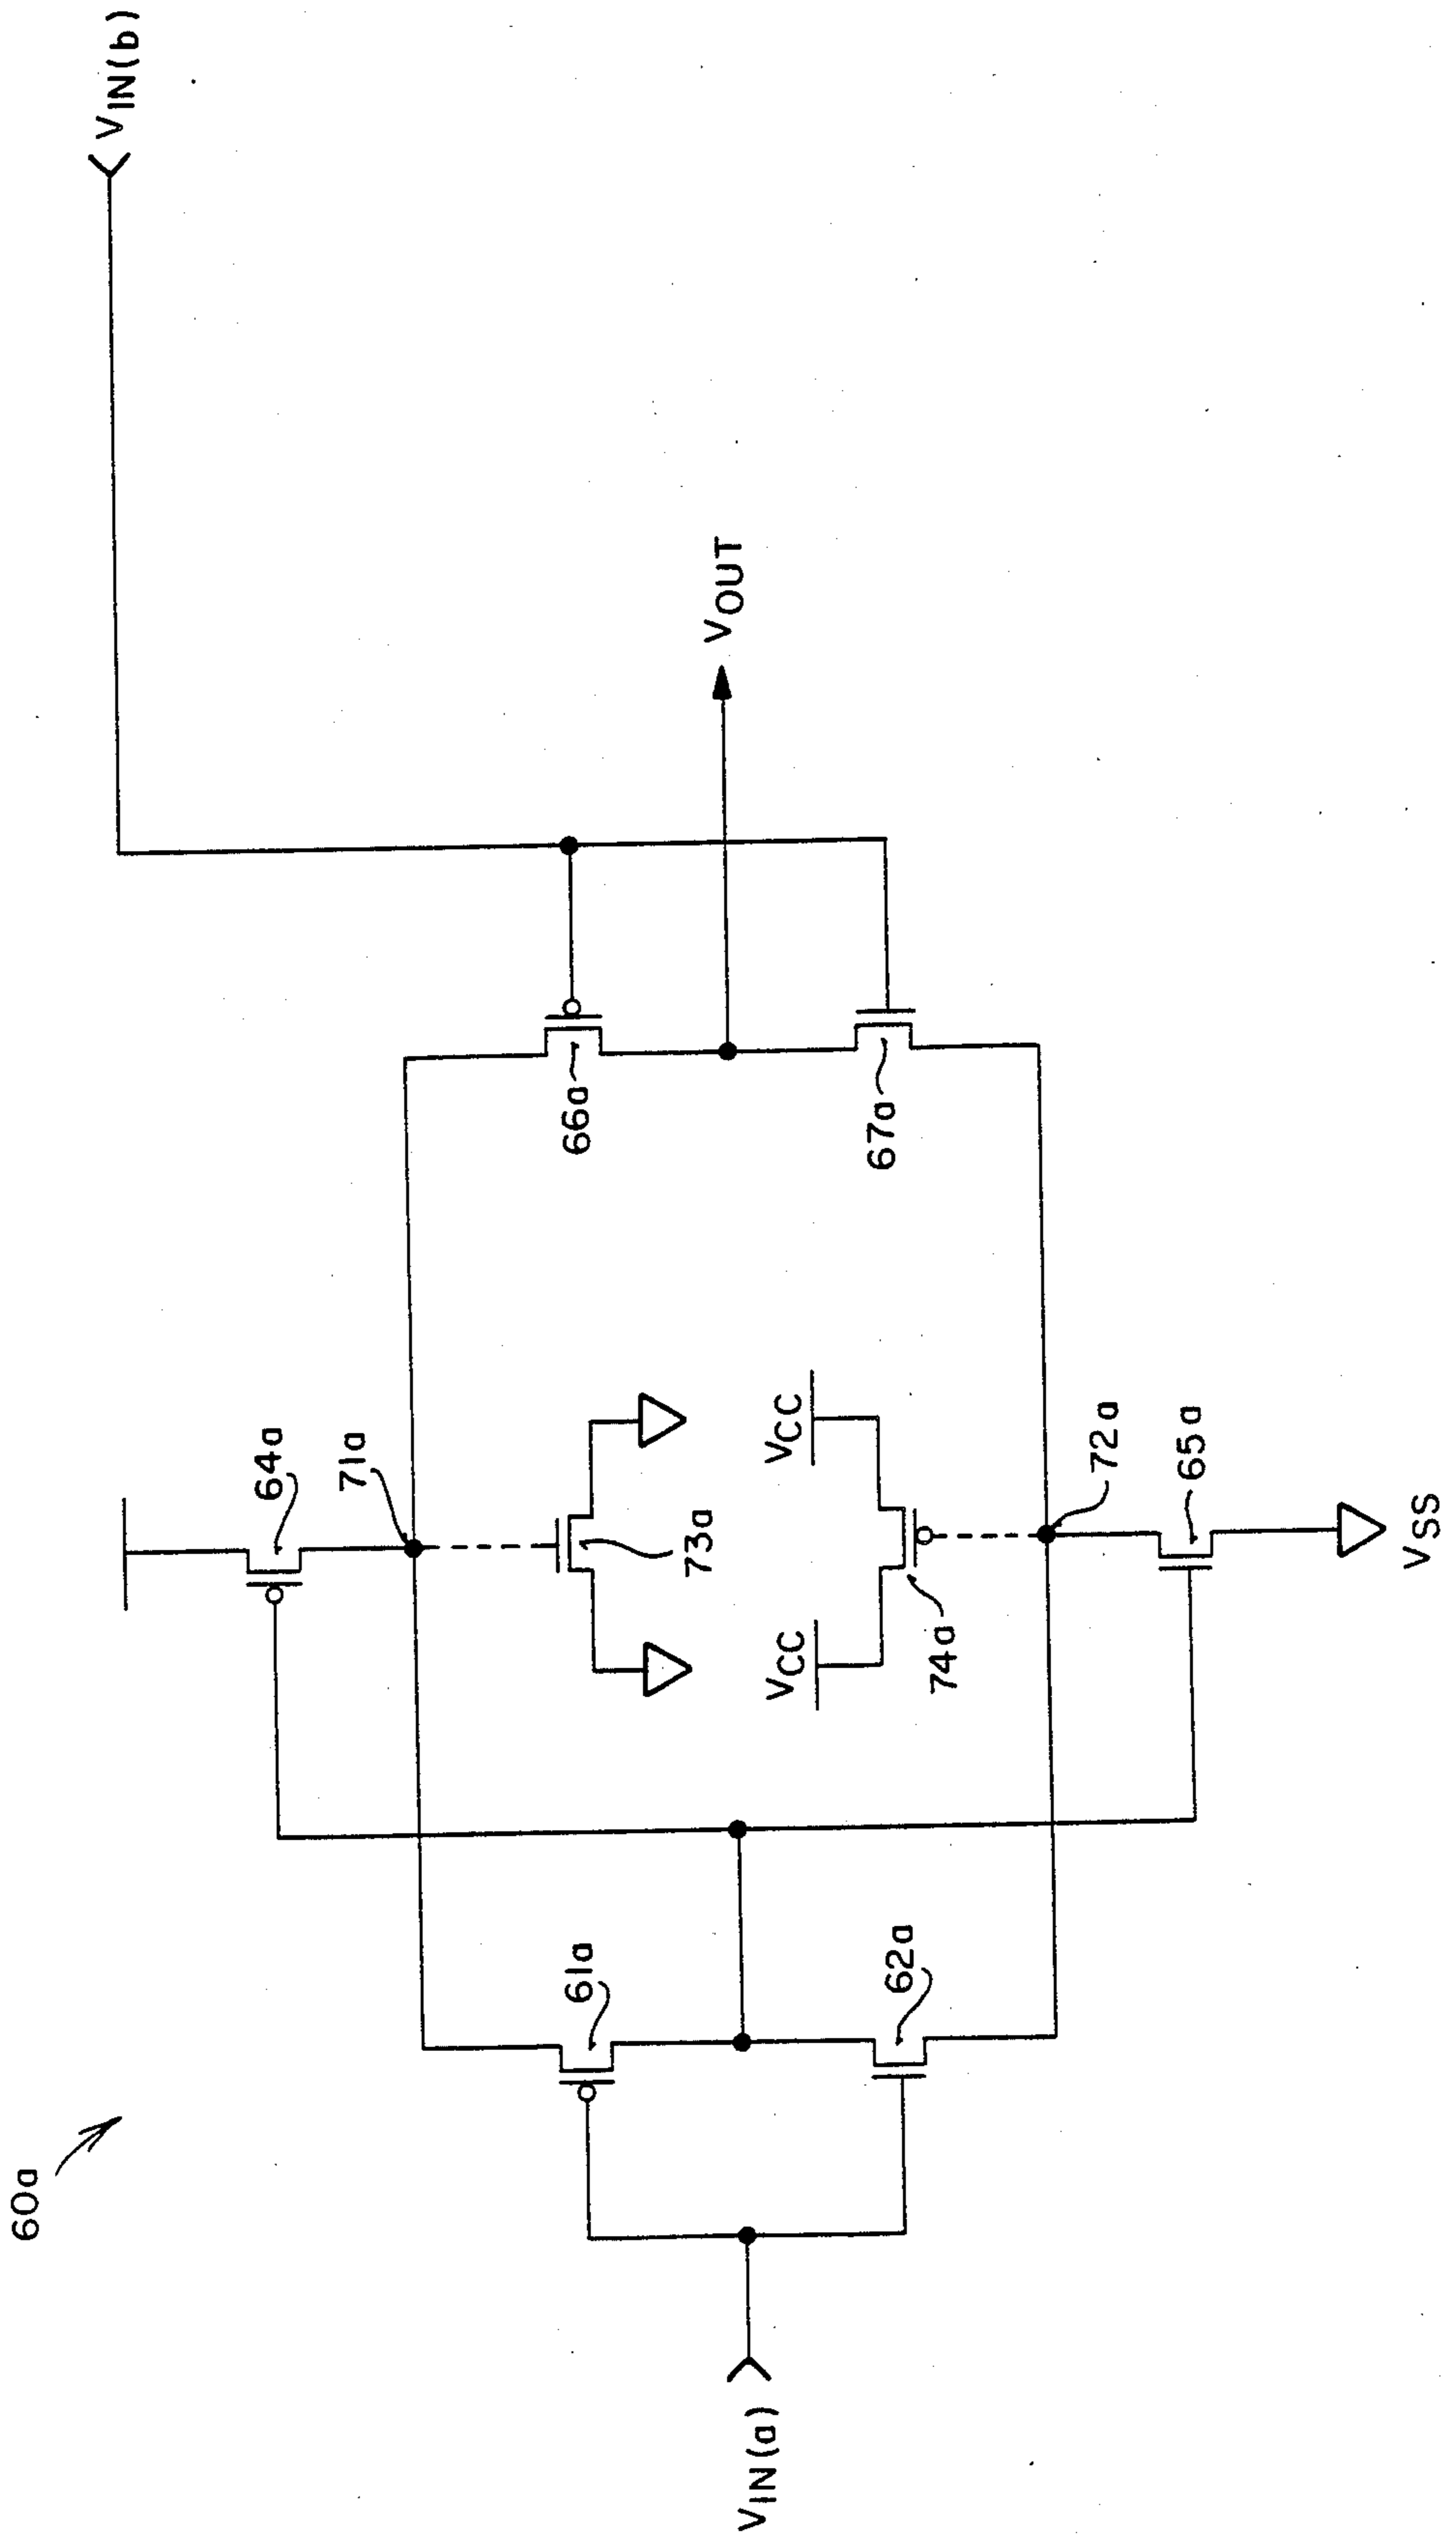 60a
VIN(b)
64a
71a
61a
66a
73a
VCC
VCC
VOUT
VIN(a)
74a
62a
67a
72a
65a
VSS